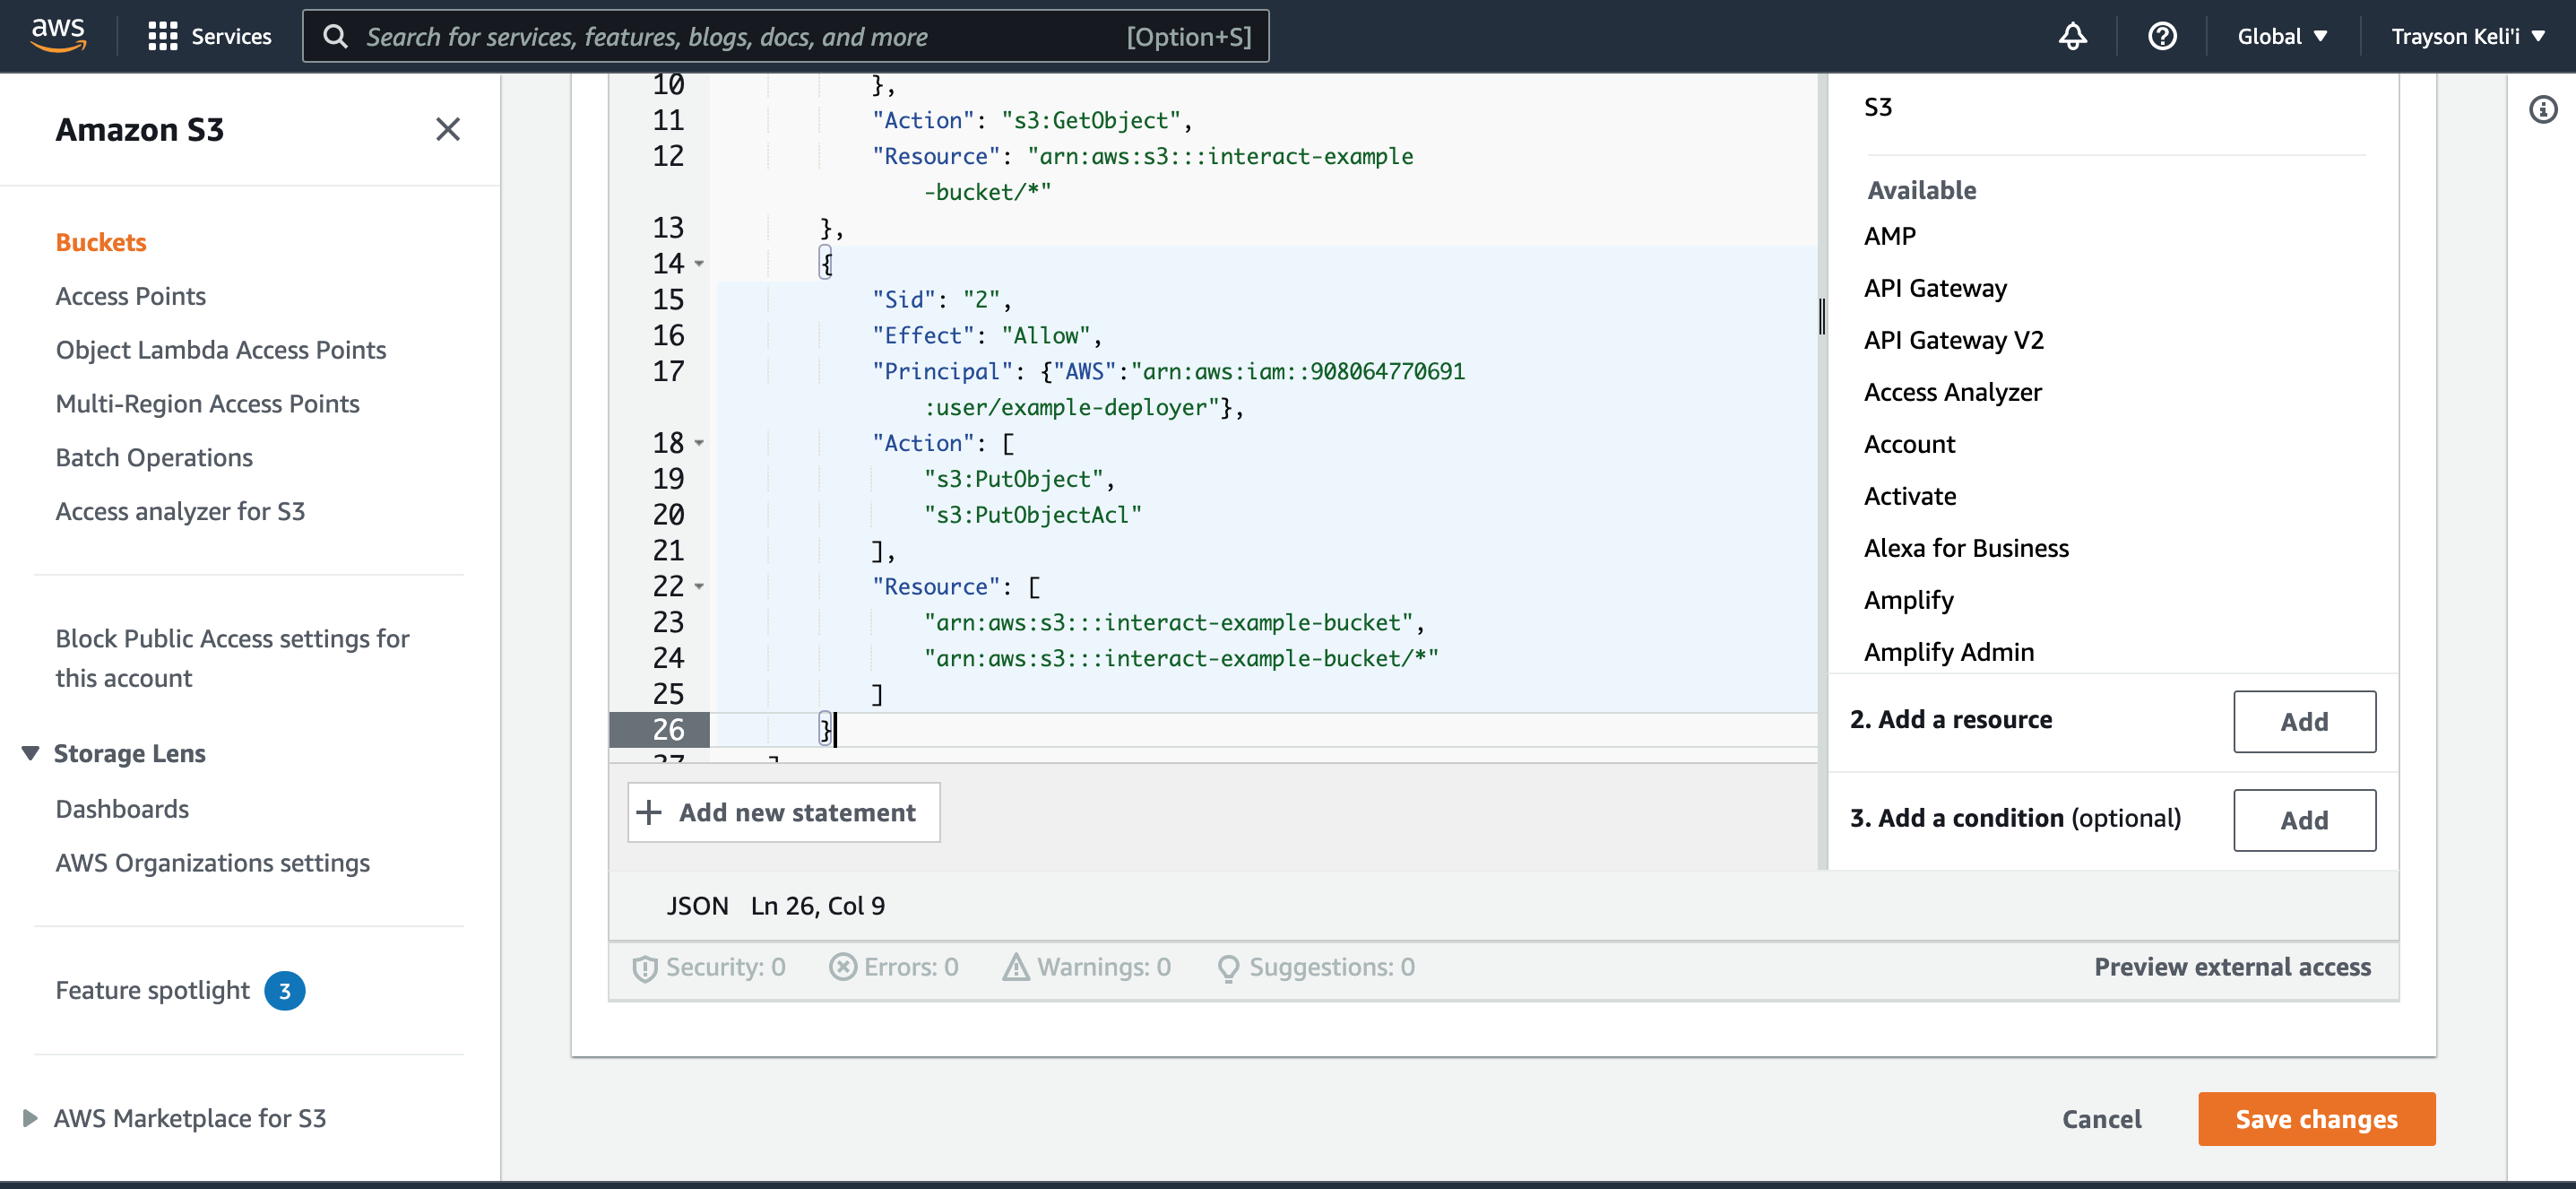 aws
Services
Search for services, features, blogs, docs, and more
[Option+S]
Global
Trayson Keli'i
Amazon S3
Buckets
Access Points
Object Lambda Access Points
Multi-Region Access Points
Batch Operations
Access analyzer for S3
Block Public Access settings for
this account
Storage Lens
Dashboards
AWS Organizations settings
Feature spotlight 3
AWS Marketplace for S3
10 },
11 "Action": "s3:GetObject",
12 "Resource": "arn:aws:s3:::interact-example
-bucket/*"
13 },
14 {
15 "Sid": "2",
16 "Effect": "Allow",
17 "Principal": {"AWS":"arn:aws:iam::908064770691
:user/example-deployer"},
18 "Action": [
19 "s3:PutObject",
20 "s3:PutObjectAcl"
21 ],
22 "Resource": [
23 "arn:aws:s3:::interact-example-bucket",
24 "arn:aws:s3:::interact-example-bucket/*"
25 ]
26 }
Add new statement
JSON Ln 26, Col 9
Security: 0
Errors: 0
Warnings: 0
Suggestions: 0
Preview external access
S3
Available
AMP
API Gateway
API Gateway V2
Access Analyzer
Account
Activate
Alexa for Business
Amplify
Amplify Admin
2. Add a resource
Add
3. Add a condition (optional)
Add
Cancel
Save changes